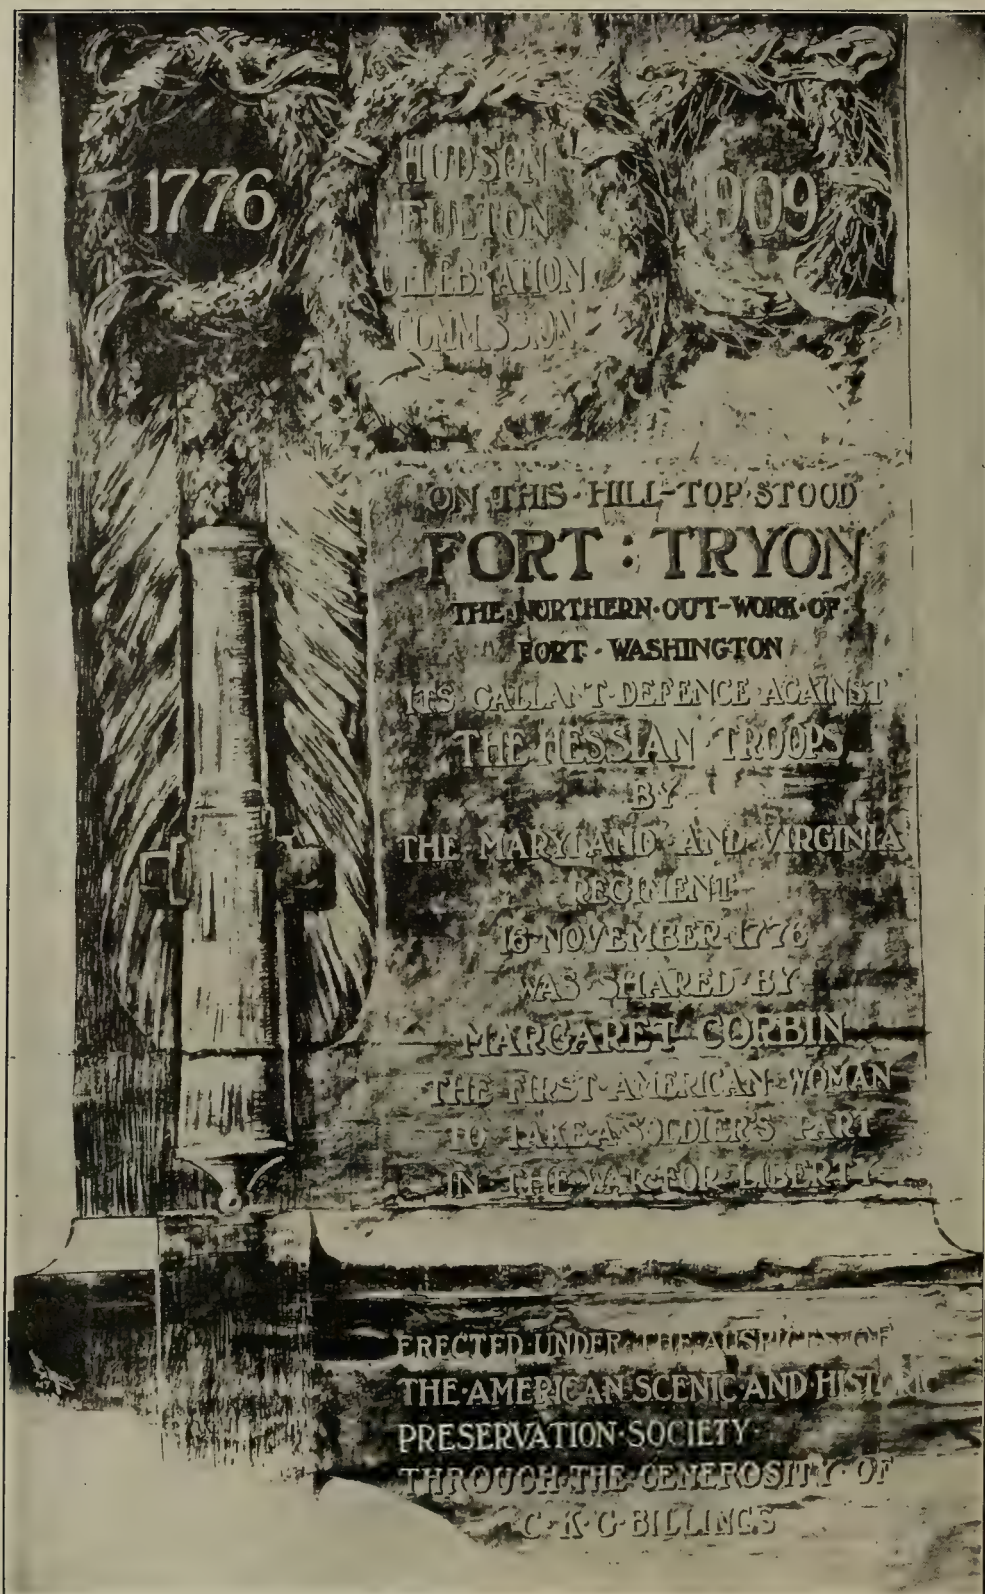 1776
HUDSON
FULTON
CELEBRATION
COMMISSION
1909
ON·THIS·HILL-TOP·STOOD
FORT : TRYON
THE·NORTHERN·OUT-WORK·OF
FORT · WASHINGTON
ITS·GALLANT·DEFENCE·AGAINST
THE·HESSIAN·TROOPS
BY
THE·MARYLAND·AND·VIRGINIA
REGIMENT
16·NOVEMBER·1776
WAS·SHARED·BY
MARGARET·CORBIN
THE·FIRST·AMERICAN·WOMAN
TO·TAKE·A·SOLDIER'S·PART
IN·THE·WAR·FOR·LIBERTY
ERECTED·UNDER·THE·AUSPICES·OF
THE·AMERICAN·SCENIC·AND·HISTORIC
PRESERVATION·SOCIETY·
THROUGH·THE·GENEROSITY·OF
C·K·G·BILLINGS